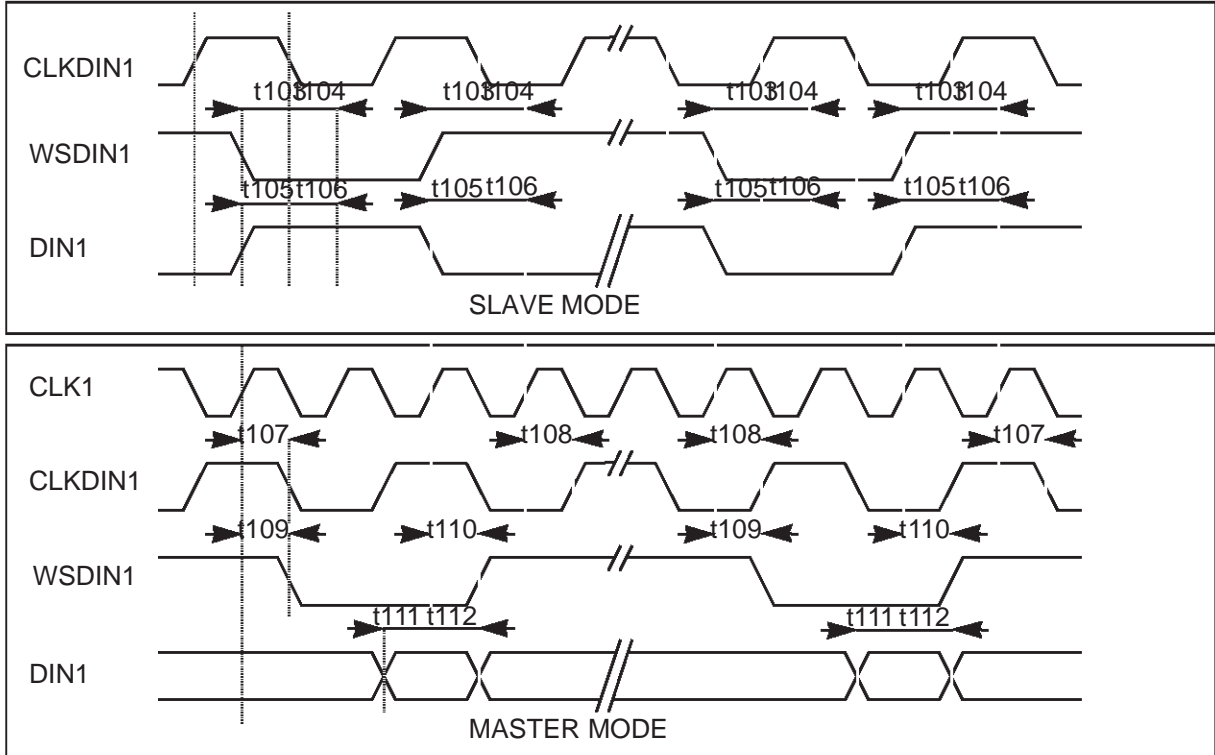 CLKDIN1
t103 t104 t103 t104 t103 t104 t103 t104
WSDIN1
t105 t106 t105 t106 t105 t106 t105 t106
DIN1
SLAVE MODE
CLK1
t107 t108 t108 t107
CLKDIN1
t109 t110 t109 t110
WSDIN1
t111 t112 t111 t112
DIN1
MASTER MODE